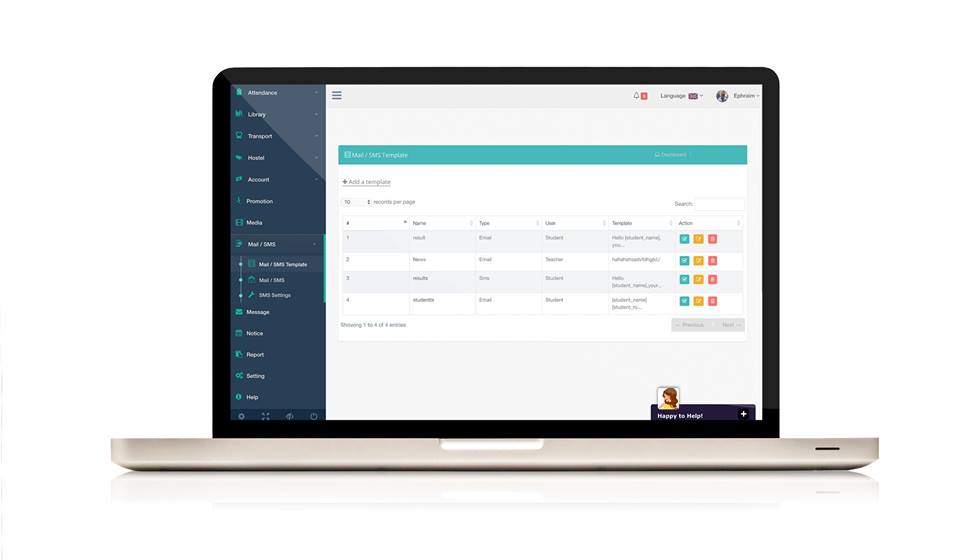 Attendance
Library
Transport
Hostel
Account
Promotion
Media
Mail / SMS
Mail / SMS Template
Mail / SMS
SMS Settings
Message
Notice
Report
Setting
Help
Language
Ephraim
Mail / SMS Template
Dashboard /
+ Add a template
10 records per page
Search:
# Name Type User Template Action
1 result Email Student Hello [student_name], you...
2 News Email Teacher
3 results Sms Student Hello [student_name],your...
4 studentts Email Student [student_name] [student_ro...
Showing 1 to 4 of 4 entries
← Previous
Next →
Happy to Help!